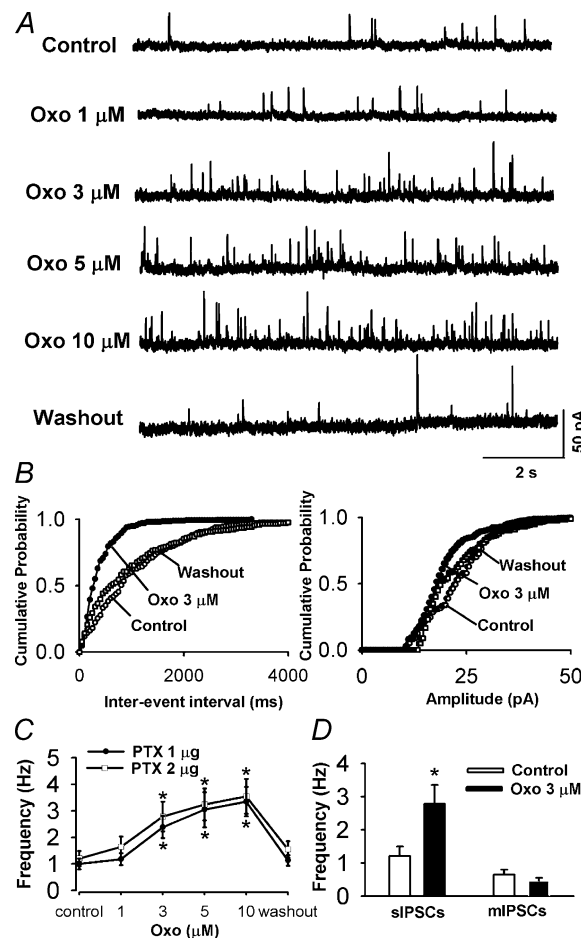 A
Control
Oxo 1 μM
Oxo 3 μM
Oxo 5 μM
Oxo 10 μM
Washout
50 pA
2 s
B
Cumulative Probability
1.0
0.5
0.0
0
2000
4000
Inter-event interval (ms)
Washout
Oxo 3 μM
Control
Cumulative Probability
1.0
0.5
0.0
0
25
50
Amplitude (pA)
Washout
Oxo 3 μM
Control
C
Frequency (Hz)
5
4
3
2
1
0
PTX 1 μg
PTX 2 μg
* * *
* * *
control 1 3 5 10 washout
Oxo (μM)
D
Frequency (Hz)
4
3
2
1
0
Control
Oxo 3 μM
*
sIPSCs mIPSCs